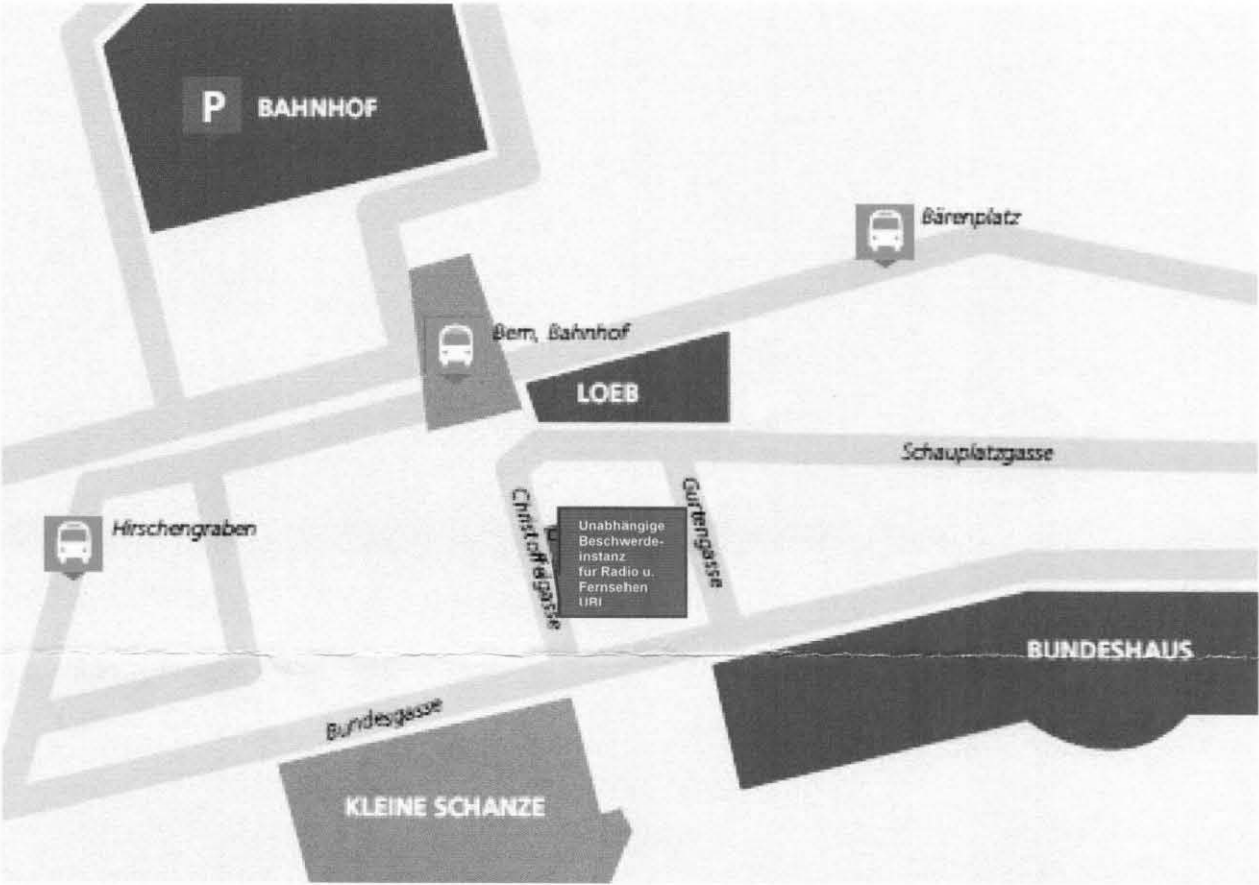 P BAHNHOF
Bärenplatz
Bern, Bahnhof
LOEB
Schauplatzgasse
Hirschengraben
Christoffelgasse
Unabhängige
Beschwerde-
instanz
für Radio u.
Fernsehen
UBI
Gurtengasse
BUNDESHAUS
Bundesgasse
KLEINE SCHANZE